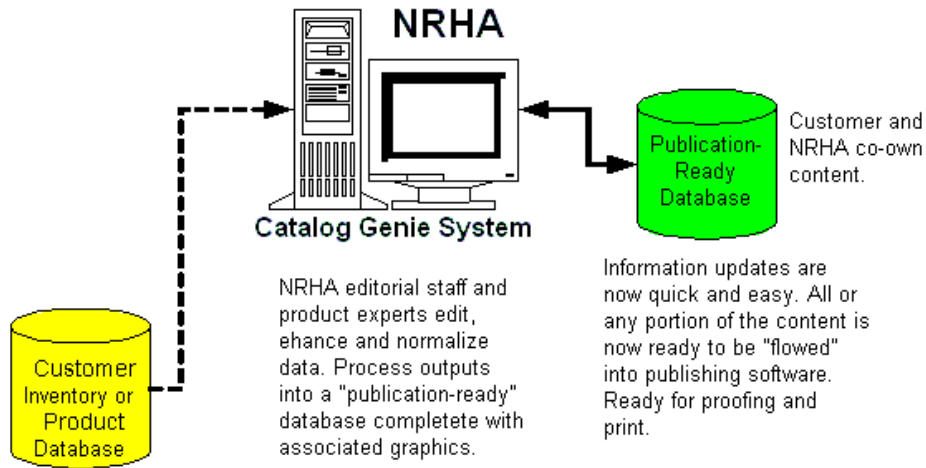 NRHA
Catalog Genie System
NRHA editorial staff and
product experts edit,
ehance and normalize
data. Process outputs
into a "publication-ready"
database completete with
associated graphics.
Customer
Inventory or
Product
Database
Publication-
Ready
Database
Customer and
NRHA co-own
content.
Information updates are
now quick and easy. All or
any portion of the content is
now ready to be "flowed"
into publishing software.
Ready for proofing and
print.